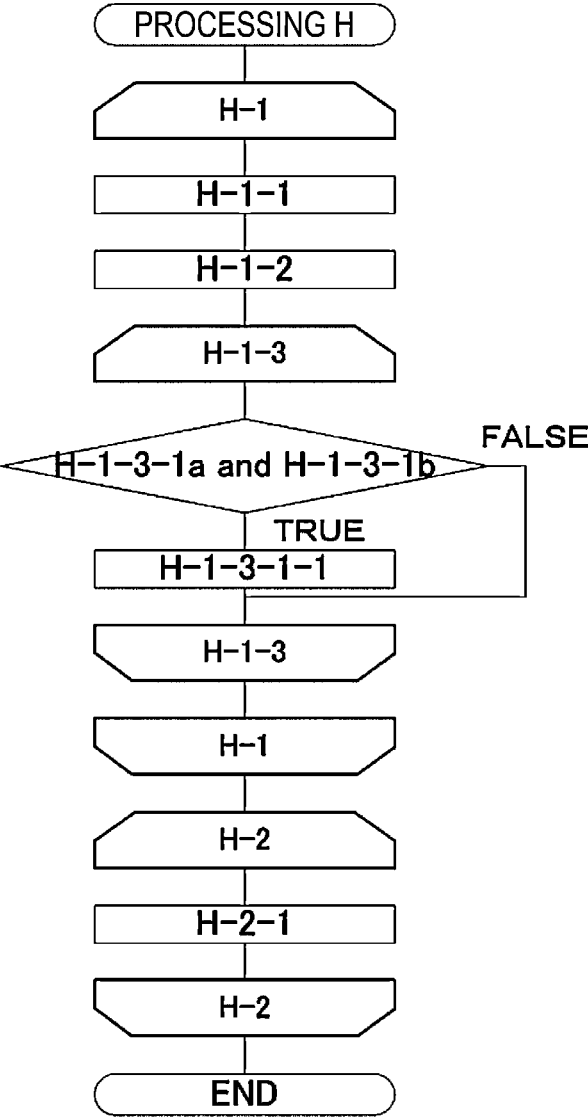 PROCESSING H
H-1
H-1-1
H-1-2
H-1-3
H-1-3-1a and H-1-3-1b
FALSE
TRUE
H-1-3-1-1
H-1-3
H-1
H-2
H-2-1
H-2
END